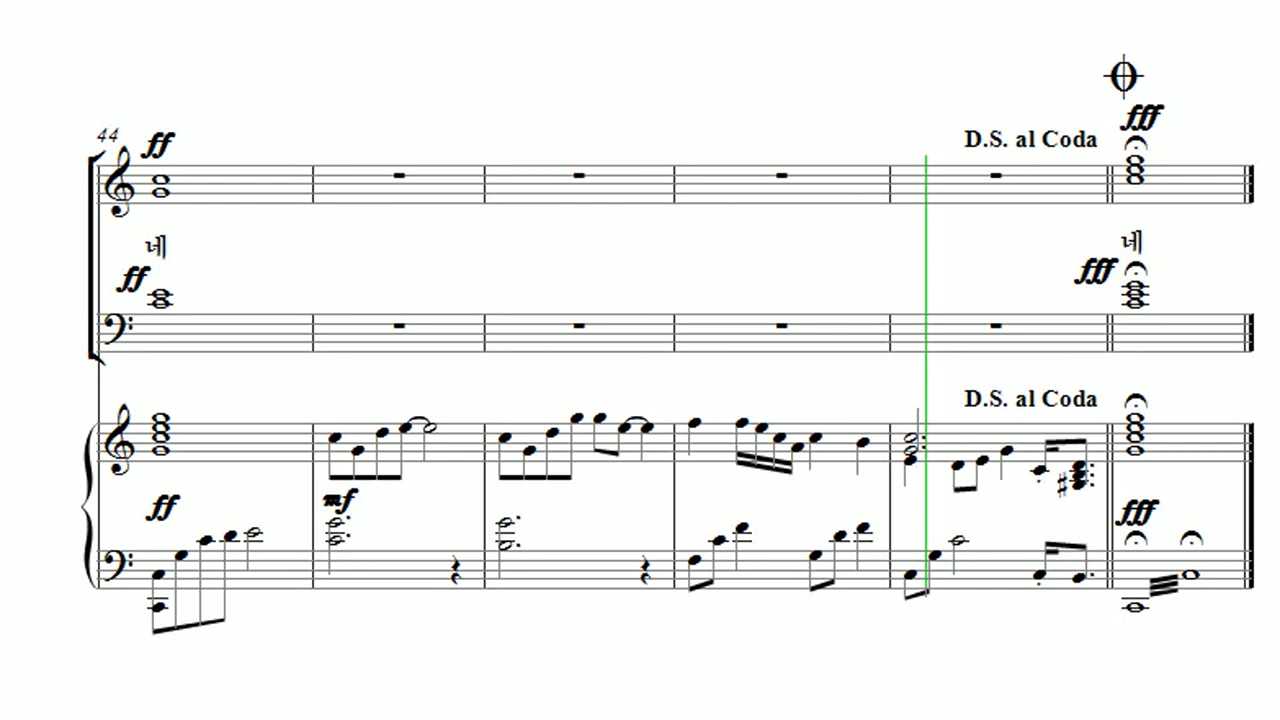 44
ff
D.S. al Coda
fff
네
네
ff
fff
D.S. al Coda
ff
mf
fff